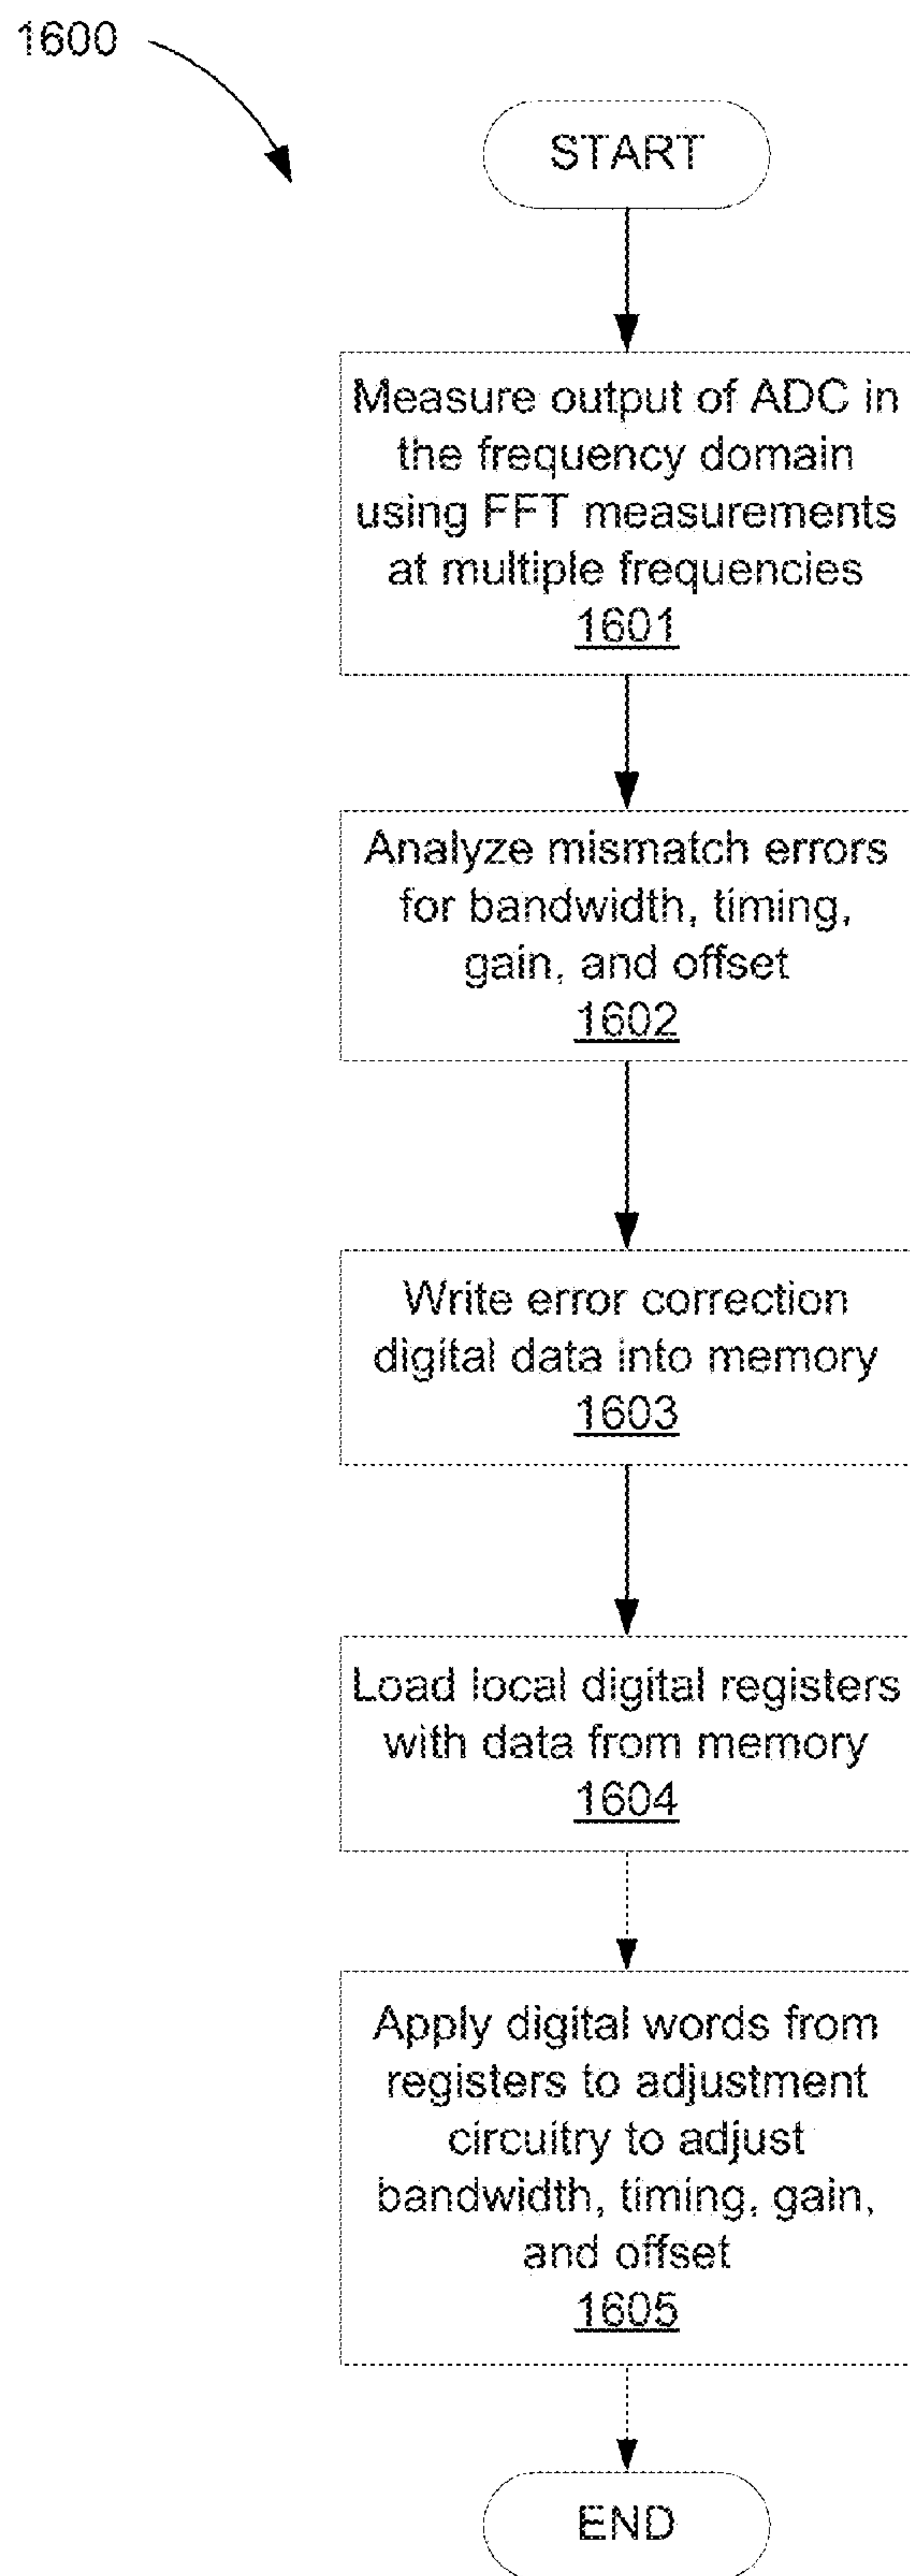 1600
START
Measure output of ADC in
the frequency domain
using FFT measurements
at multiple frequencies
1601
Analyze mismatch errors
for bandwidth, timing,
gain, and offset
1602
Write error correction
digital data into memory
1603
Load local digital registers
with data from memory
1604
Apply digital words from
registers to adjustment
circuitry to adjust
bandwidth, timing, gain,
and offset
1605
END